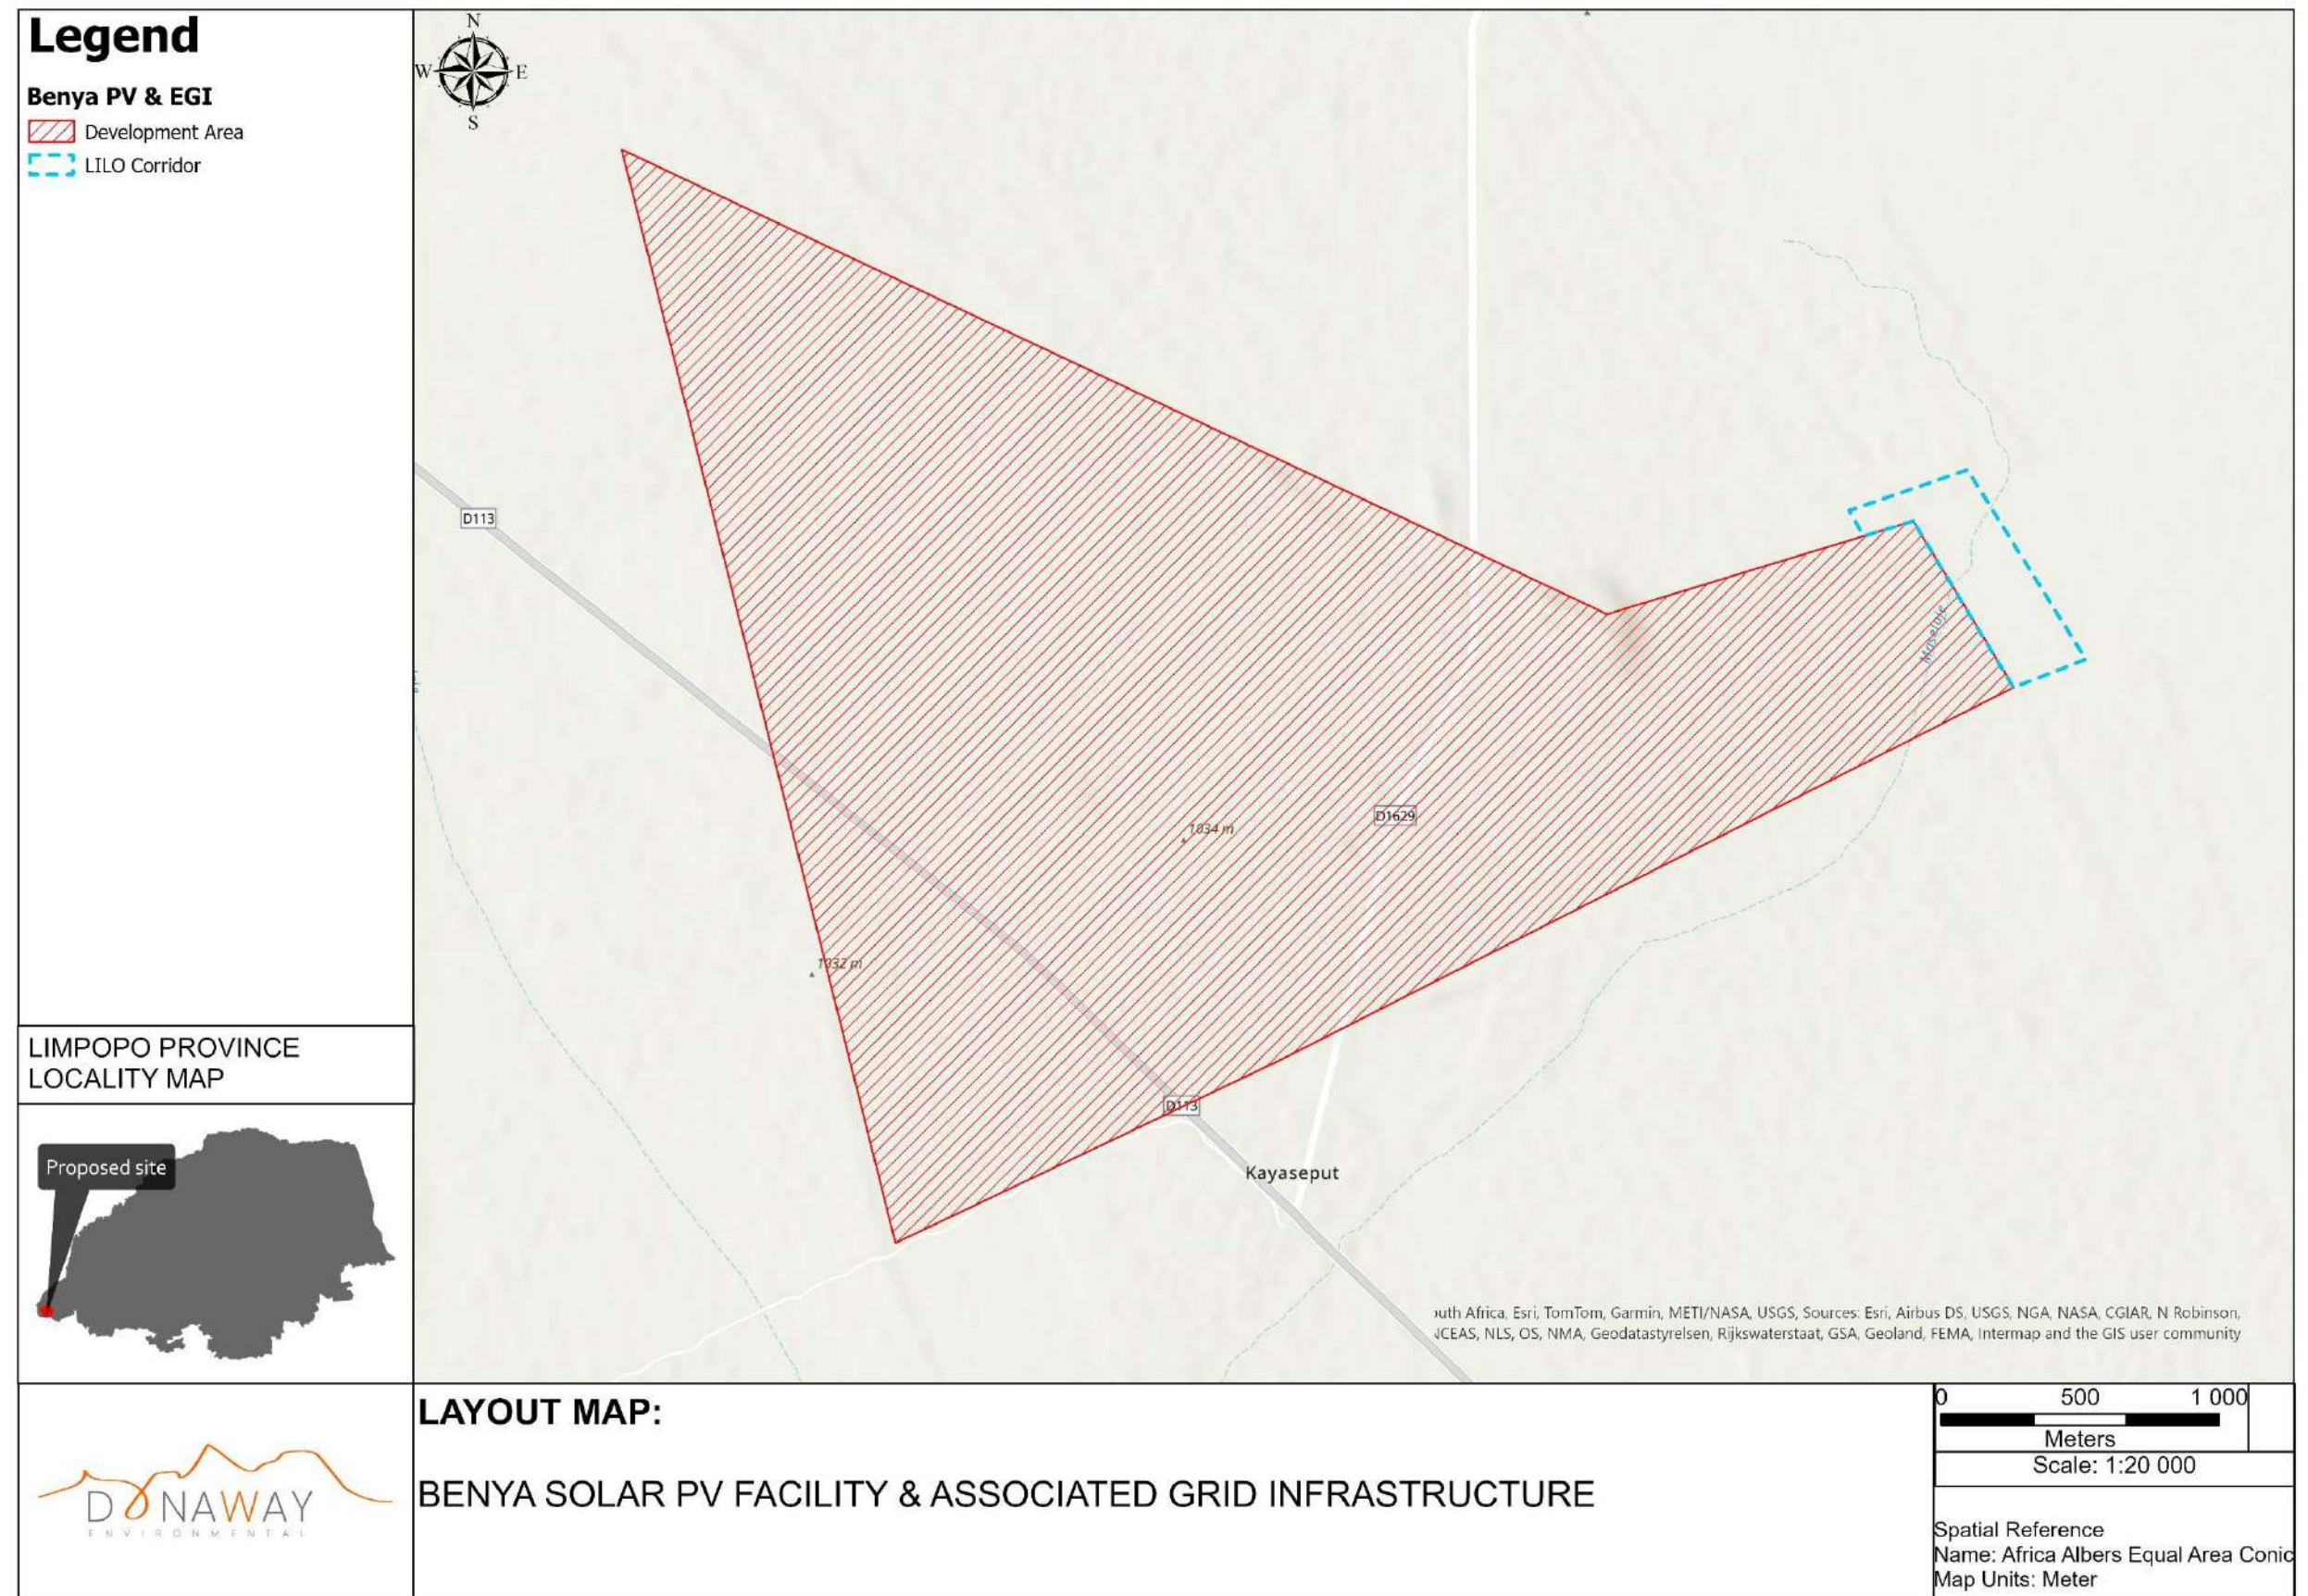 Legend
Benya PV & EGI
Development Area
LILO Corridor
N
W
E
S
D113
Maseluje
1034 m
D1629
1032 m
D113
Kayaseput
uth Africa, Esri, TomTom, Garmin, METI/NASA, USGS, Sources: Esri, Airbus DS, USGS, NGA, NASA, CGIAR, N Robinson,
CEAS, NLS, OS, NMA, Geodatastyrelsen, Rijkswaterstaat, GSA, Geoland, FEMA, Intermap and the GIS user community
LIMPOPO PROVINCE
LOCALITY MAP
Proposed site
DONAWAY
ENVIRONMENTAL
LAYOUT MAP:
BENYA SOLAR PV FACILITY & ASSOCIATED GRID INFRASTRUCTURE
0 500 1 000
Meters
Scale: 1:20 000
Spatial Reference
Name: Africa Albers Equal Area Conic
Map Units: Meter